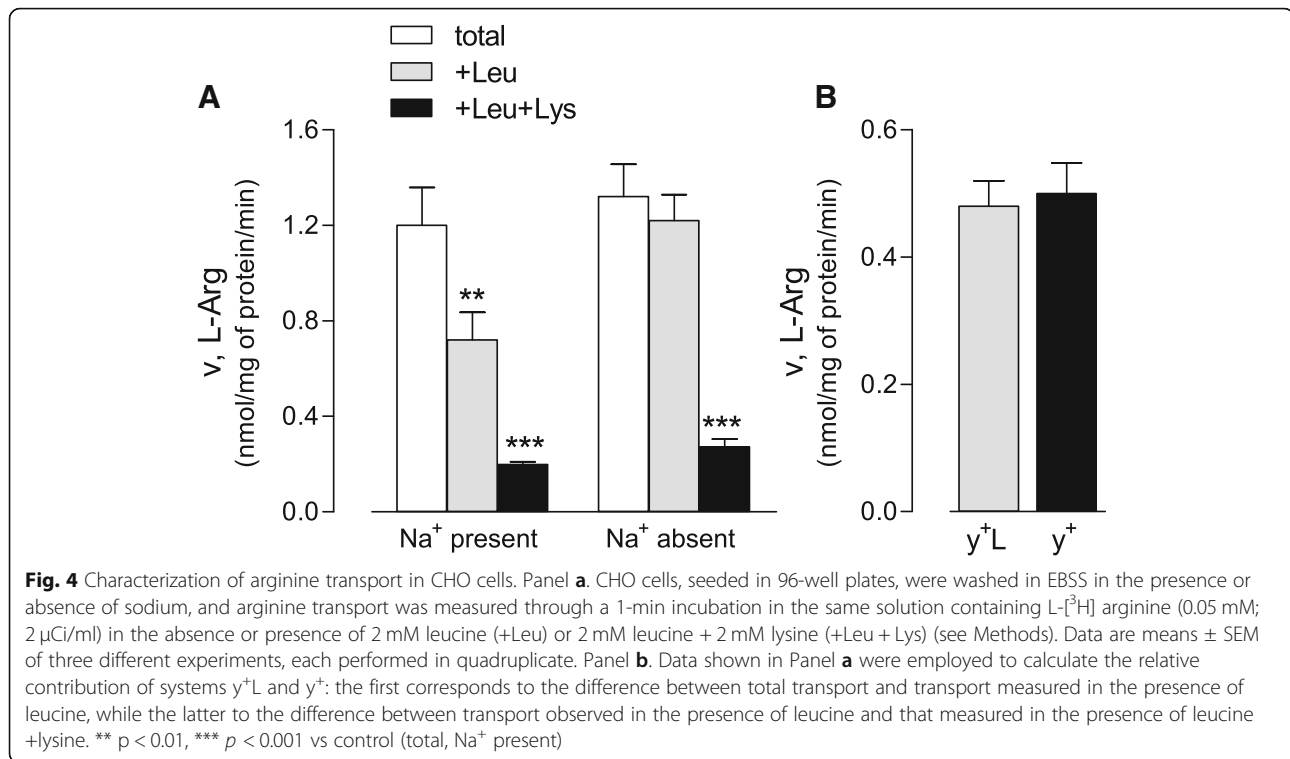 total
+Leu
+Leu+Lys
A
B
v, L-Arg
(nmol/mg of protein/min)
1.6
1.2
0.8
0.4
0.0
**
***
***
Na⁺ present
Na⁺ absent
v, L-Arg
(nmol/mg of protein/min)
0.6
0.4
0.2
0.0
y⁺L
y⁺
Fig. 4 Characterization of arginine transport in CHO cells. Panel a. CHO cells, seeded in 96-well plates, were washed in EBSS in the presence or
absence of sodium, and arginine transport was measured through a 1-min incubation in the same solution containing L-[³H] arginine (0.05 mM;
2 μCi/ml) in the absence or presence of 2 mM leucine (+Leu) or 2 mM leucine + 2 mM lysine (+Leu + Lys) (see Methods). Data are means ± SEM
of three different experiments, each performed in quadruplicate. Panel b. Data shown in Panel a were employed to calculate the relative
contribution of systems y⁺L and y⁺: the first corresponds to the difference between total transport and transport measured in the presence of
leucine, while the latter to the difference between transport observed in the presence of leucine and that measured in the presence of leucine
+lysine. ** p < 0.01, *** p < 0.001 vs control (total, Na⁺ present)